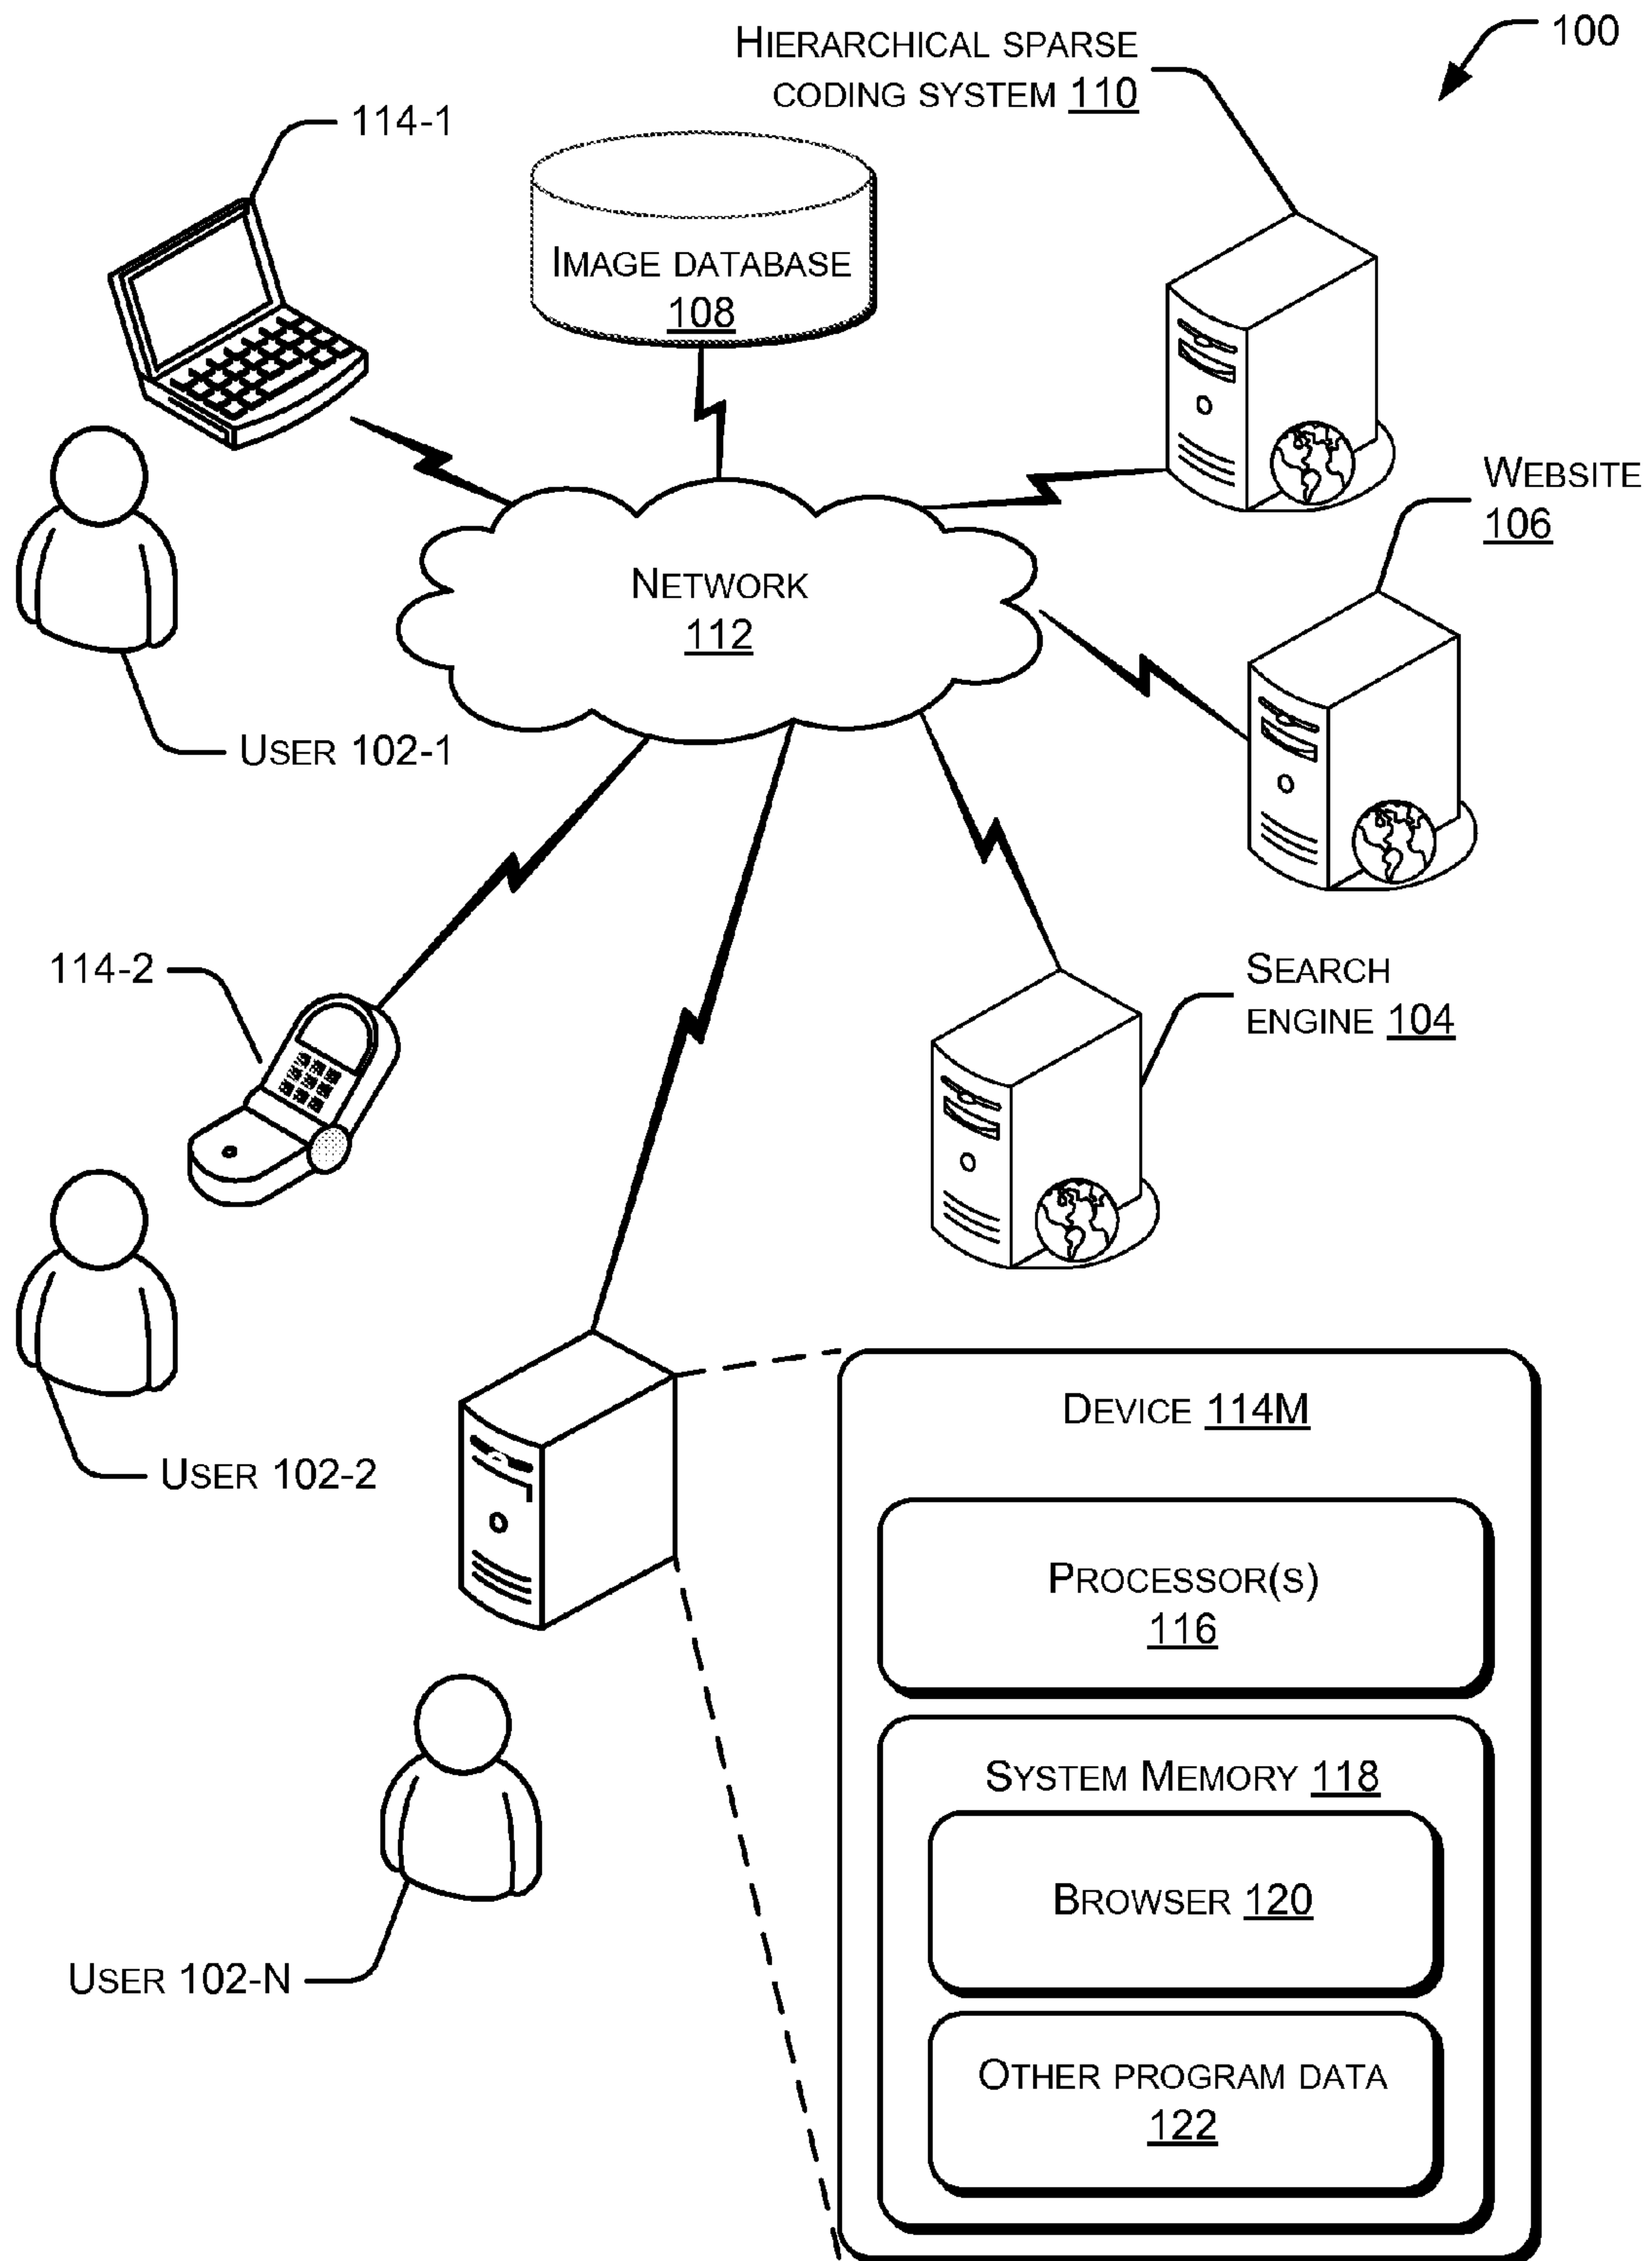 100
HIERARCHICAL SPARSE
CODING SYSTEM 110
114-1
IMAGE DATABASE
108
WEBSITE
106
NETWORK
112
USER 102-1
114-2
SEARCH
ENGINE 104
DEVICE 114M
USER 102-2
PROCESSOR(S)
116
SYSTEM MEMORY 118
BROWSER 120
USER 102-N
OTHER PROGRAM DATA
122